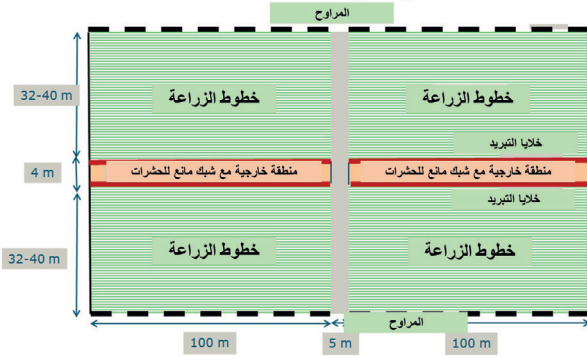 المراوح
32-40 m
خطوط الزراعة
خطوط الزراعة
خلايا التبريد
4 m
منطقة خارجية مع شبك مانع للحشرات
منطقة خارجية مع شبك مانع للحشرات
خلايا التبريد
32-40 m
خطوط الزراعة
خطوط الزراعة
المراوح
100 m
5 m
100 m